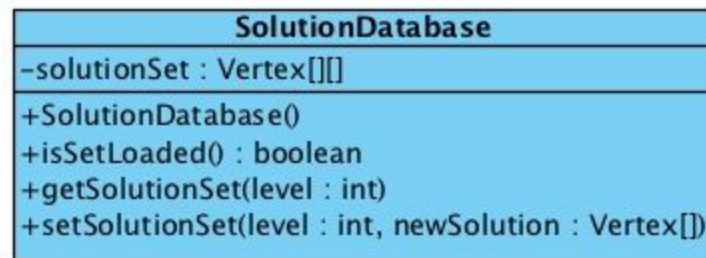 SolutionDatabase
-solutionSet : Vertex[][]
+SolutionDatabase()
+isSetLoaded() : boolean
+getSolutionSet(level : int)
+setSolutionSet(level : int, newSolution : Vertex[])